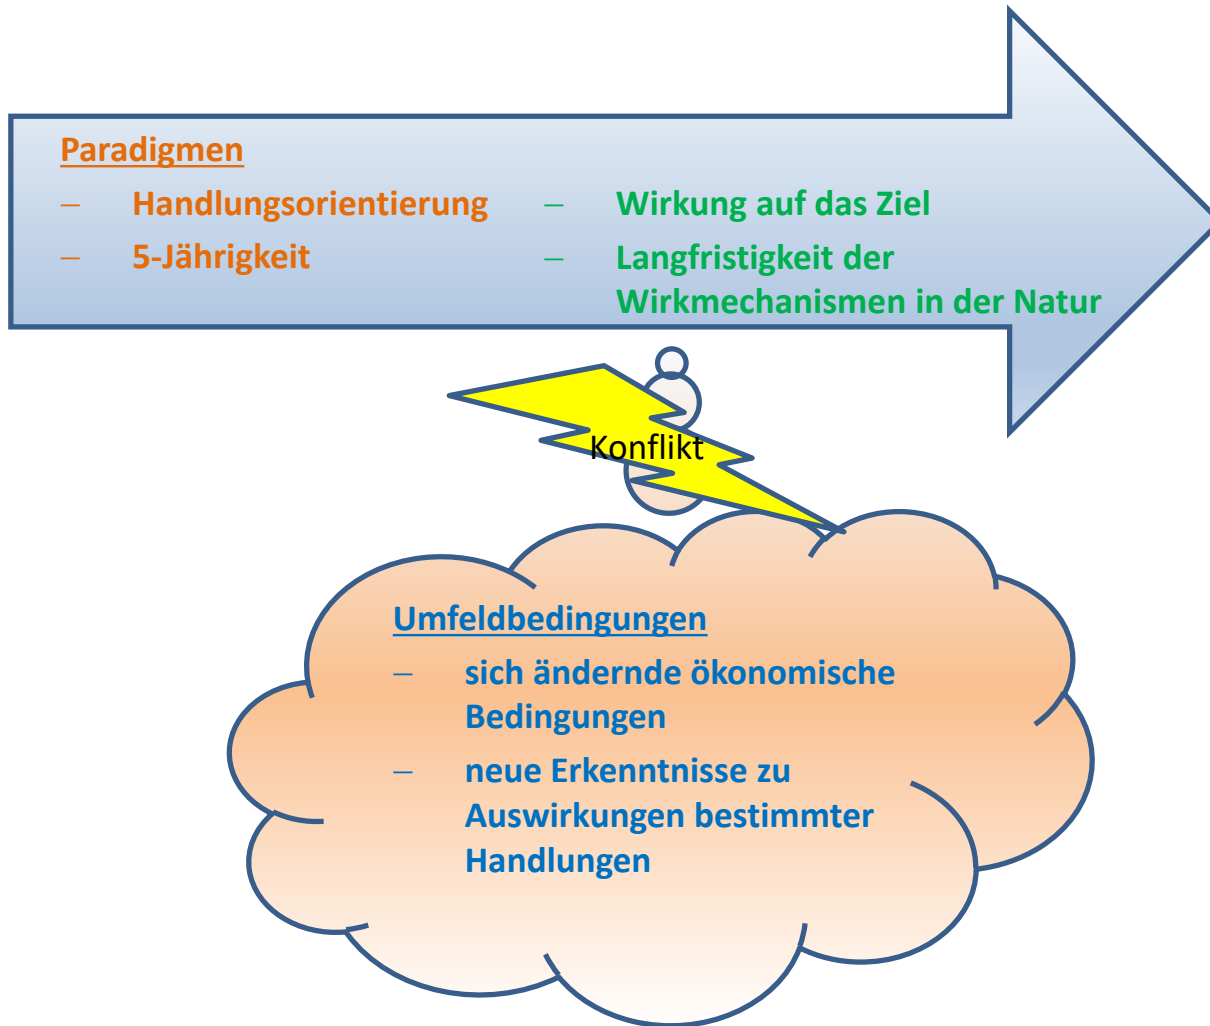 Paradigmen
– Handlungsorientierung
– 5-Jährigkeit
– Wirkung auf das Ziel
– Langfristigkeit der
Wirkmechanismen in der Natur
Konflikt
Umfeldbedingungen
– sich ändernde ökonomische
Bedingungen
– neue Erkenntnisse zu
Auswirkungen bestimmter
Handlungen